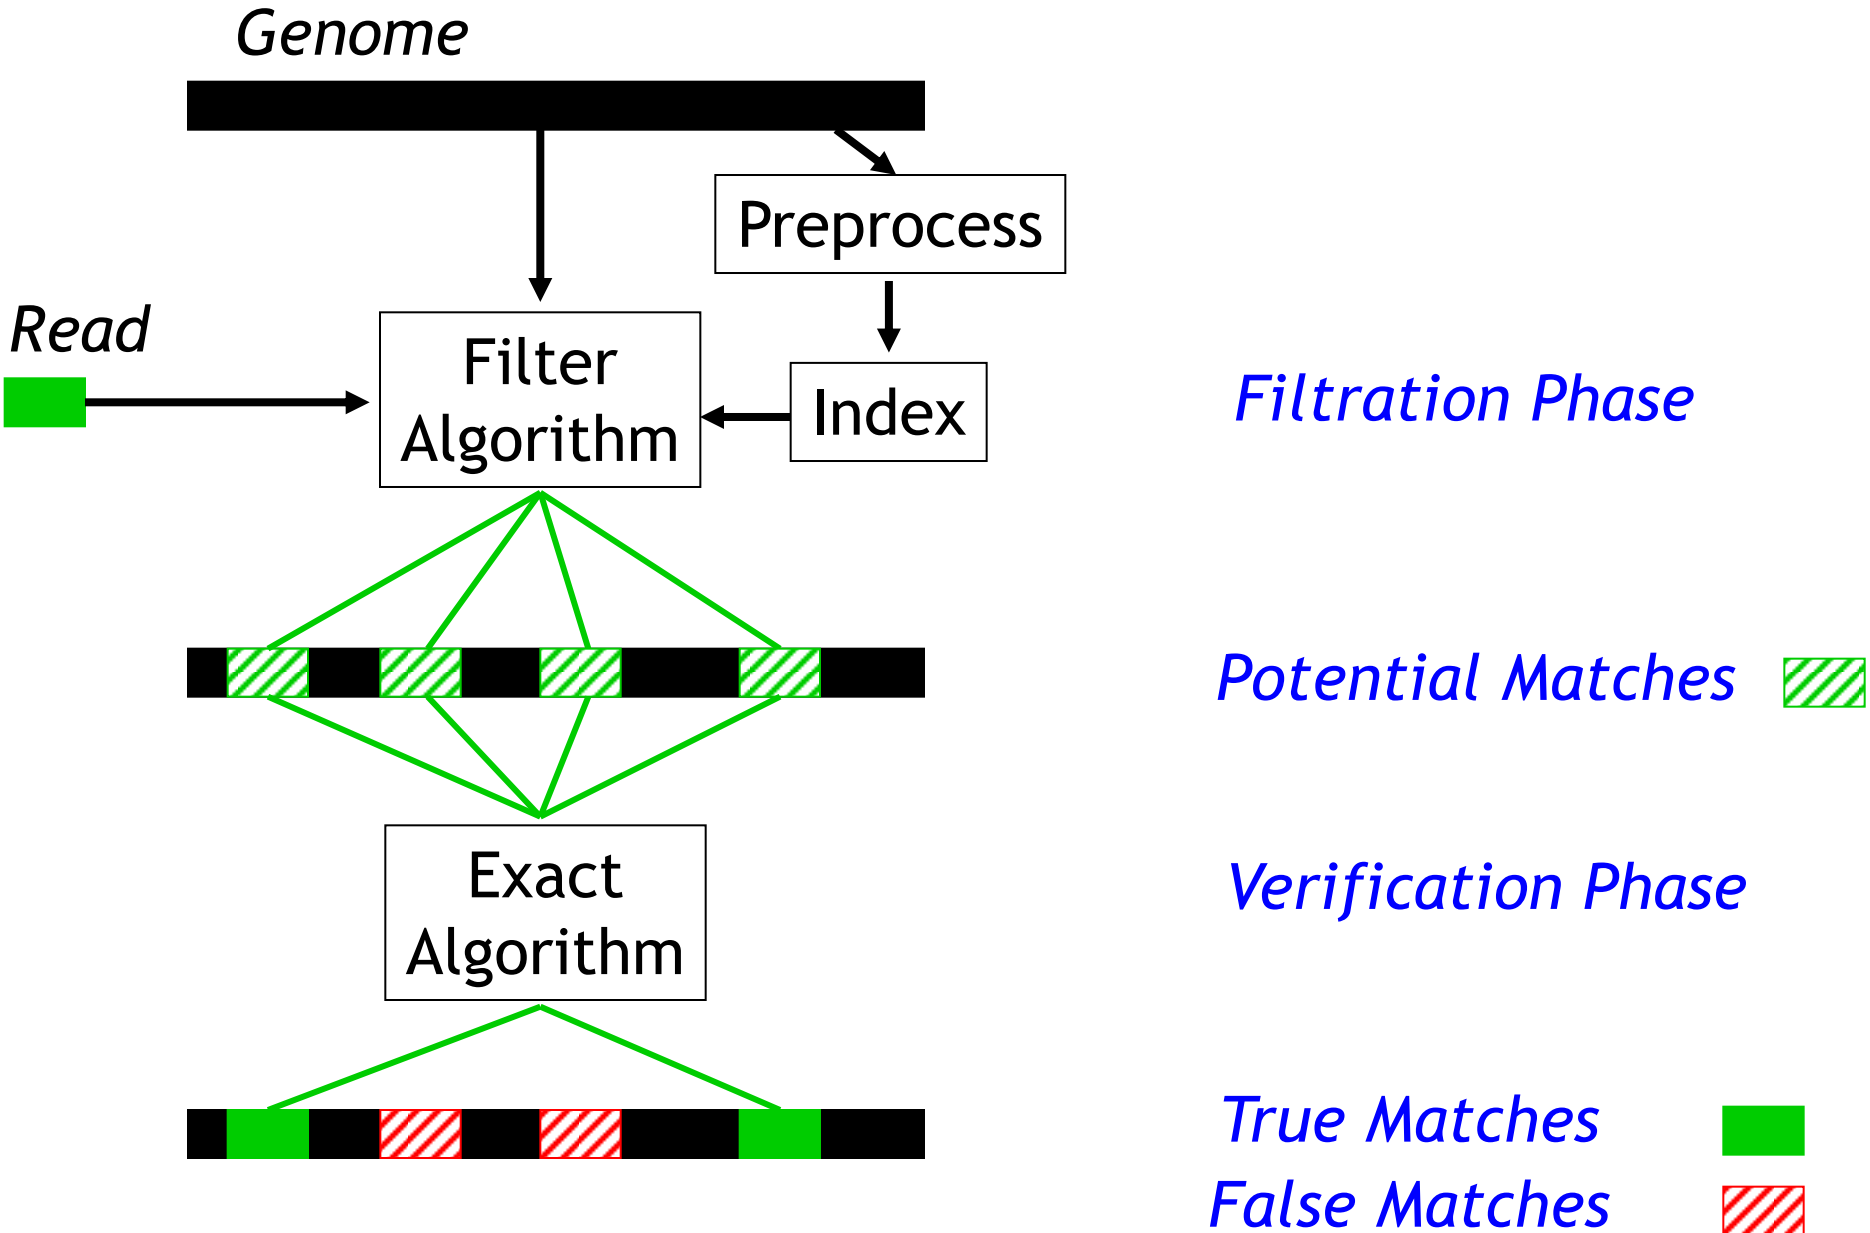 Genome
Preprocess
Read
Filter
Algorithm
Index
Filtration Phase
Potential Matches
Exact
Algorithm
Verification Phase
True Matches
False Matches